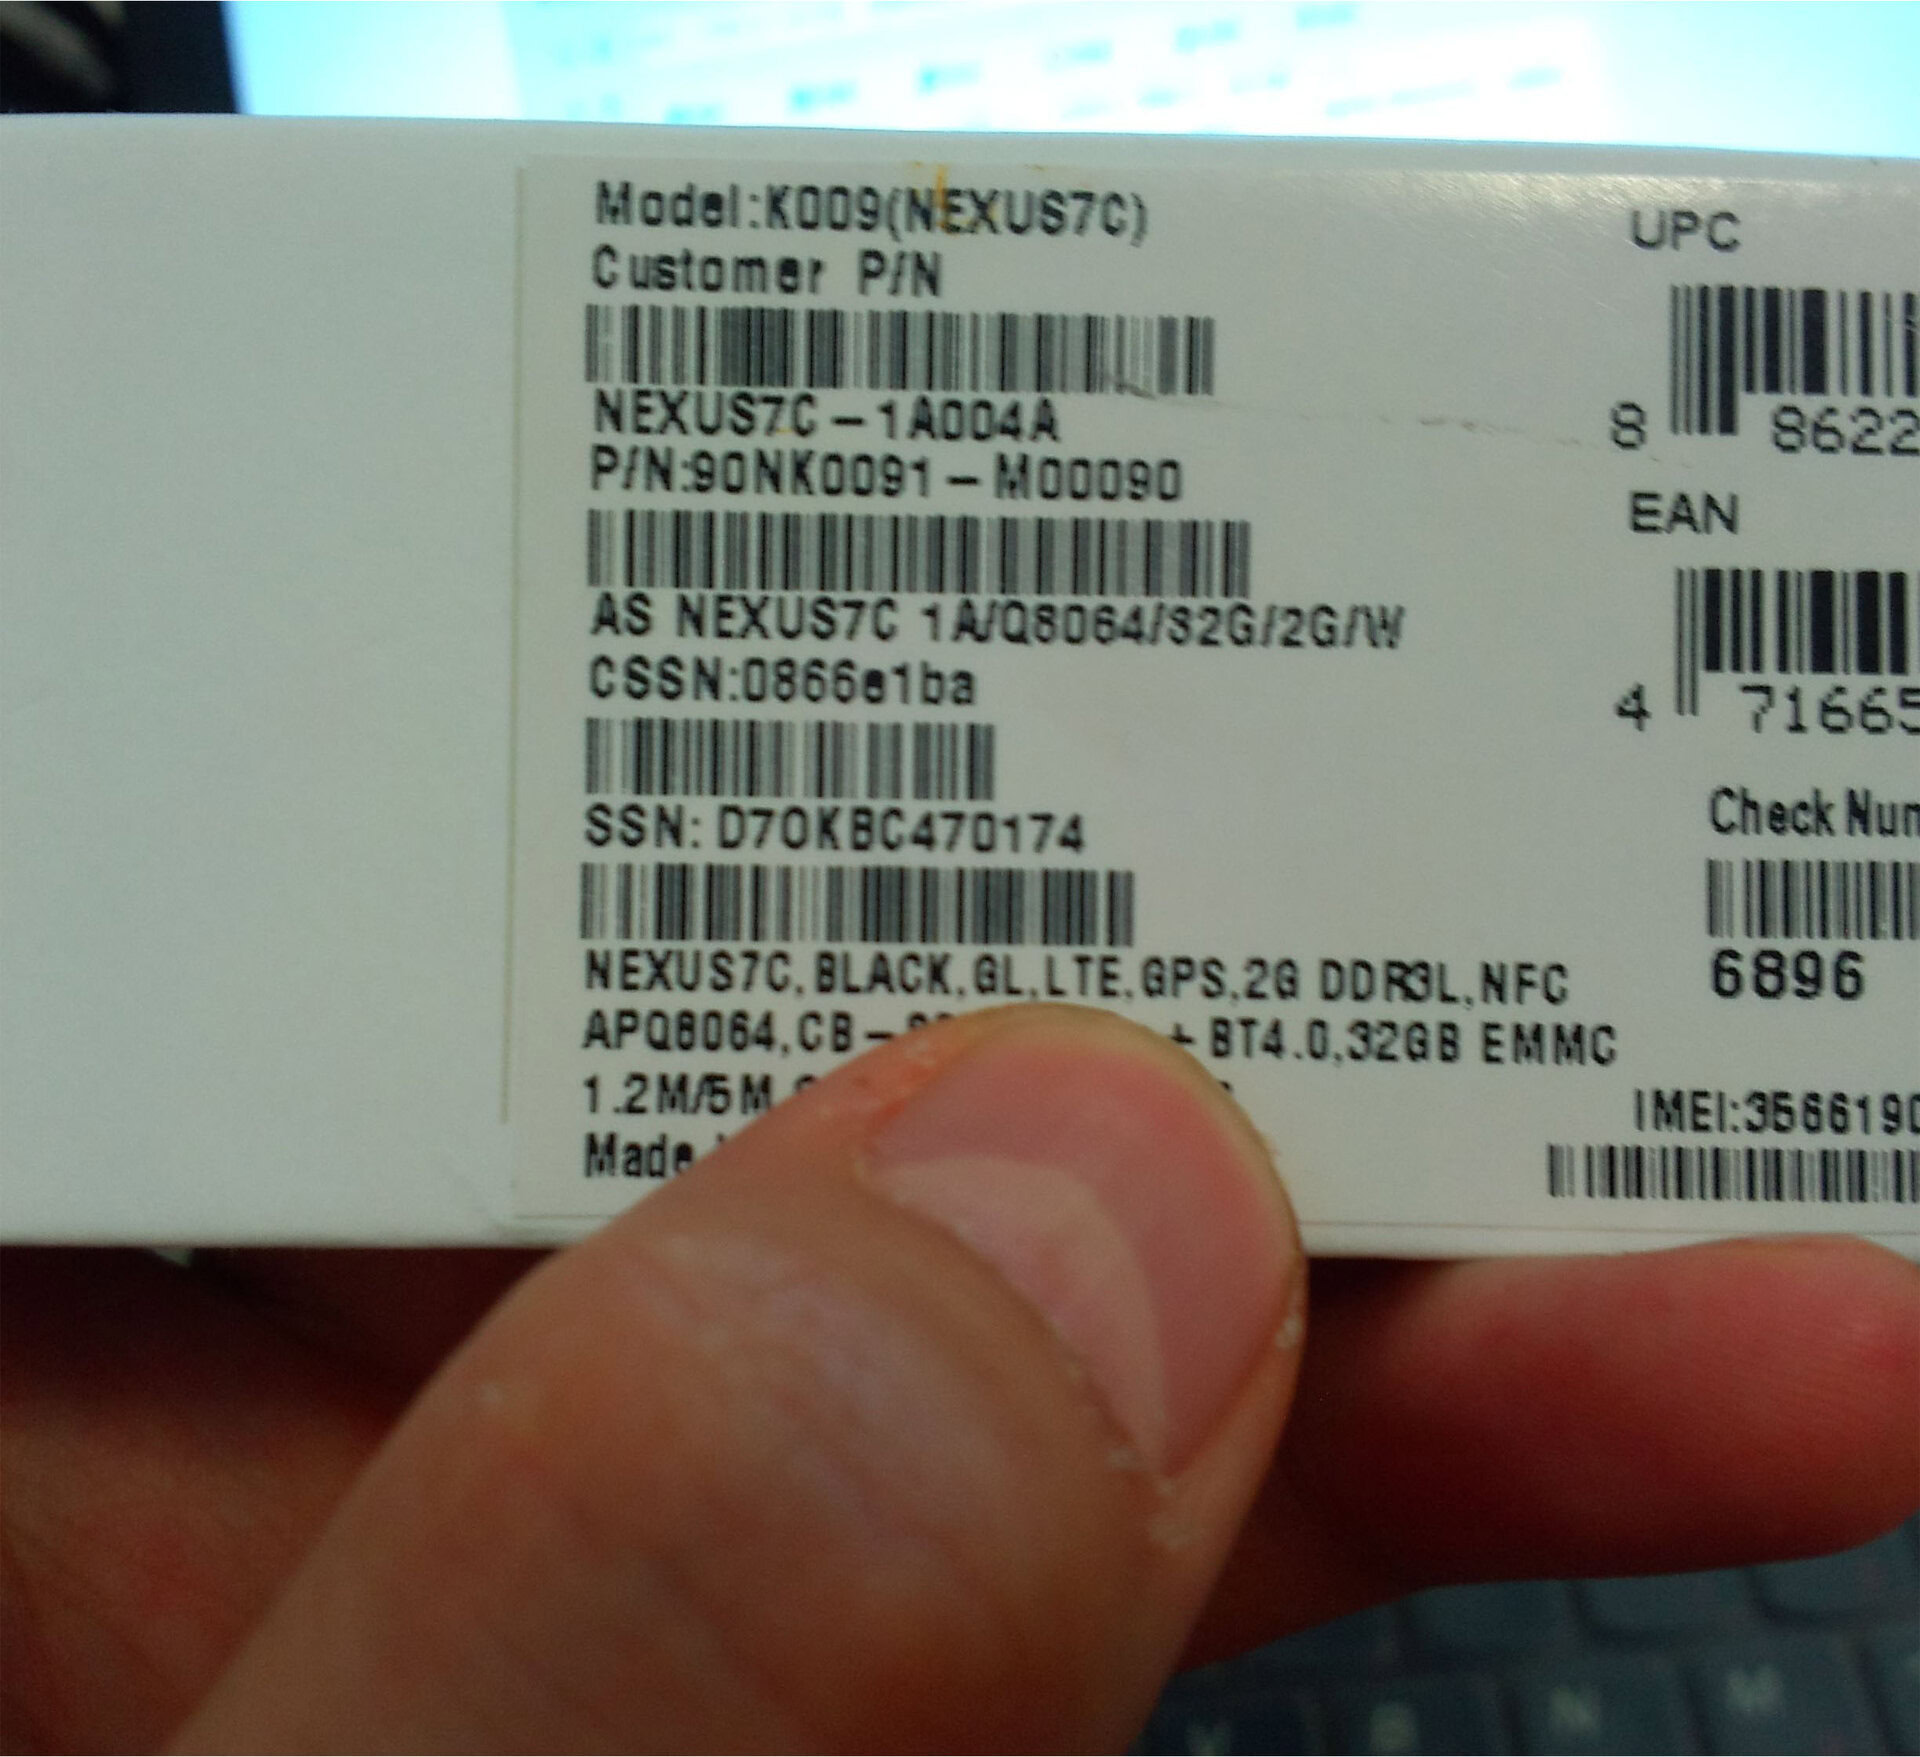 Model:K009(NEXUS7C)
Customer P/N
NEXUS7C-1A004A
P/N:90NK0091-M00090
AS NEXUS7C 1A/Q8064/32G/2G/W
CSSN:0866e1ba
SSN: D7OKBC470174
NEXUS7C,BLACK,GL,LTE,GPS,2G DDR3L,NFC
APQ8064,CB- + BT4.0,32GB EMMC
1.2M/5M
Made
UPC
8 8622
EAN
4 71665
Check Num
6896
IMEI:3566190
B N M